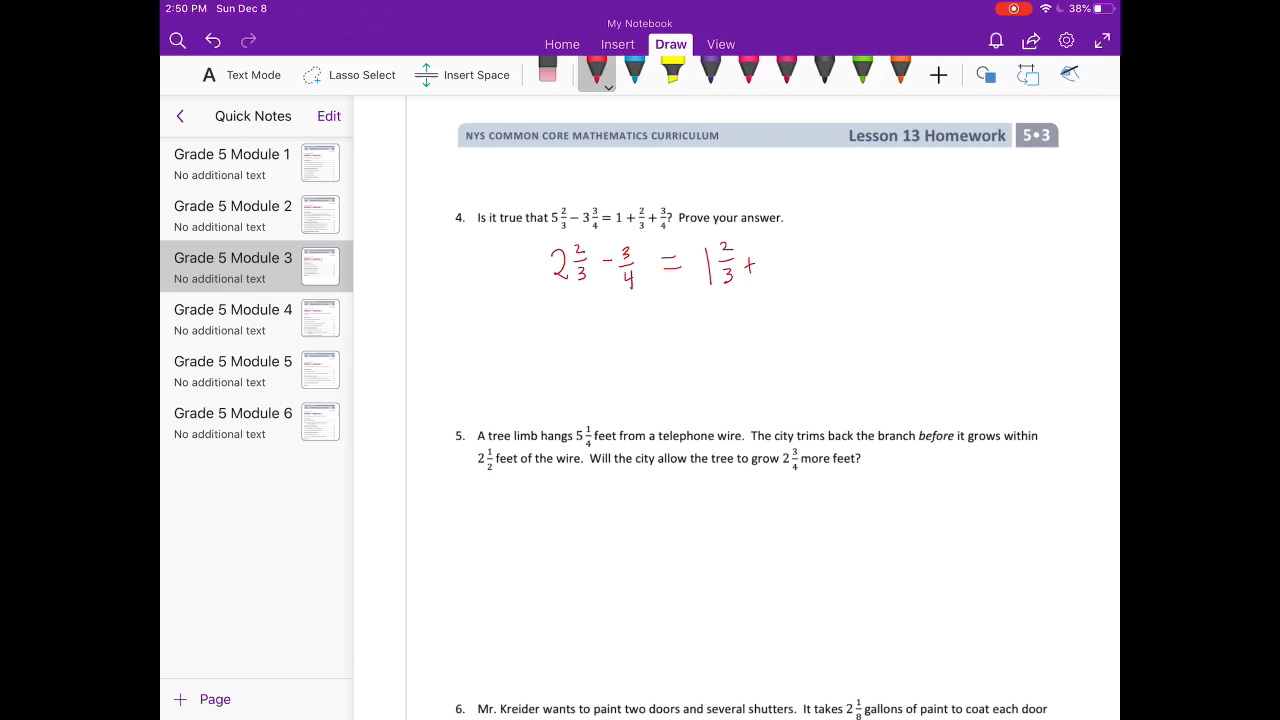 2:50 PM Sun Dec 8
38%
My Notebook
Home Insert Draw View
Text Mode Lasso Select Insert Space
Quick Notes Edit
Grade 5 Module 1
No additional text
Grade 5 Module 2
No additional text
Grade 5 Module 3
No additional text
Grade 5 Module 4
No additional text
Grade 5 Module 5
No additional text
Grade 5 Module 6
No additional text
+ Page
NYS COMMON CORE MATHEMATICS CURRICULUM Lesson 13 Homework 5•3
4. Is it true that 5 2/3 − 3 3/4 = 1 + 2/3 + 3/4? Prove your answer.
2 2/3 - 3/4 = 1 2/3 +
5. A tree limb hangs 5 1/4 feet from a telephone wire. The city trims back the branch before it grows within
2 1/2 feet of the wire. Will the city allow the tree to grow 2 3/4 more feet?
6. Mr. Kreider wants to paint two doors and several shutters. It takes 2 1/8 gallons of paint to coat each door